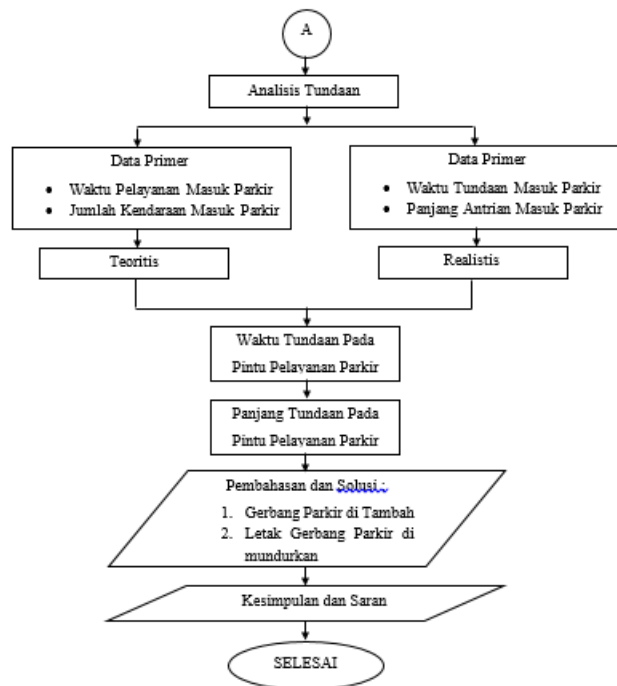 A
Analisis Tundaan
Data Primer
• Waktu Pelayanan Masuk Parkir
• Jumlah Kendaraan Masuk Parkir
Data Primer
• Waktu Tundaan Masuk Parkir
• Panjang Antrian Masuk Parkir
Teoritis
Realistis
Waktu Tundaan Pada
Pintu Pelayanan Parkir
Panjang Tundaan Pada
Pintu Pelayanan Parkir
Pembahasan dan Solusi :
1. Gerbang Parkir di Tambah
2. Letak Gerbang Parkir di
mundurkan
Kesimpulan dan Saran
SELESAI